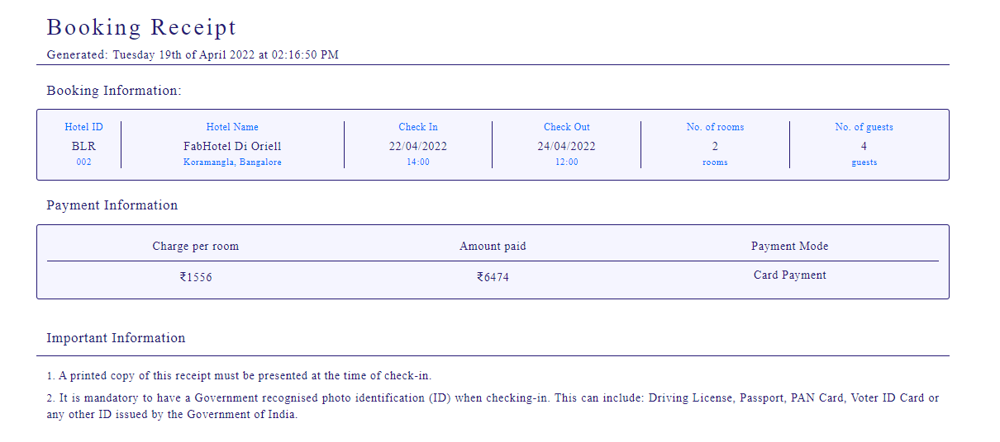 Booking Receipt
Generated: Tuesday 19th of April 2022 at 02:16:50 PM
Booking Information:
Hotel ID Hotel Name Check In Check Out No. of rooms No. of guests
BLR FabHotel Di Oriell 22/04/2022 24/04/2022 2 4
002 Koramangla, Bangalore 14:00 12:00 rooms guests
Payment Information
Charge per room Amount paid Payment Mode
₹1556 ₹6474 Card Payment
Important Information
1. A printed copy of this receipt must be presented at the time of check-in.
2. It is mandatory to have a Government recognised photo identification (ID) when checking-in. This can include: Driving License, Passport, PAN Card, Voter ID Card or
any other ID issued by the Government of India.